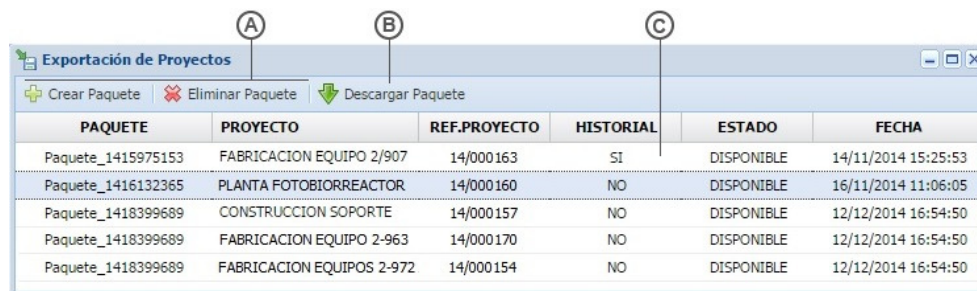 A B C
Exportación de Proyectos
Crear Paquete Eliminar Paquete Descargar Paquete
PAQUETE PROYECTO REF.PROYECTO HISTORIAL ESTADO FECHA
Paquete_1415975153 FABRICACION EQUIPO 2/907 14/000163 SI DISPONIBLE 14/11/2014 15:25:53
Paquete_1416132365 PLANTA FOTOBIORREACTOR 14/000160 NO DISPONIBLE 16/11/2014 11:06:05
Paquete_1418399689 CONSTRUCCION SOPORTE 14/000157 NO DISPONIBLE 12/12/2014 16:54:50
Paquete_1418399689 FABRICACION EQUIPO 2-963 14/000170 NO DISPONIBLE 12/12/2014 16:54:50
Paquete_1418399689 FABRICACION EQUIPOS 2-972 14/000154 NO DISPONIBLE 12/12/2014 16:54:50